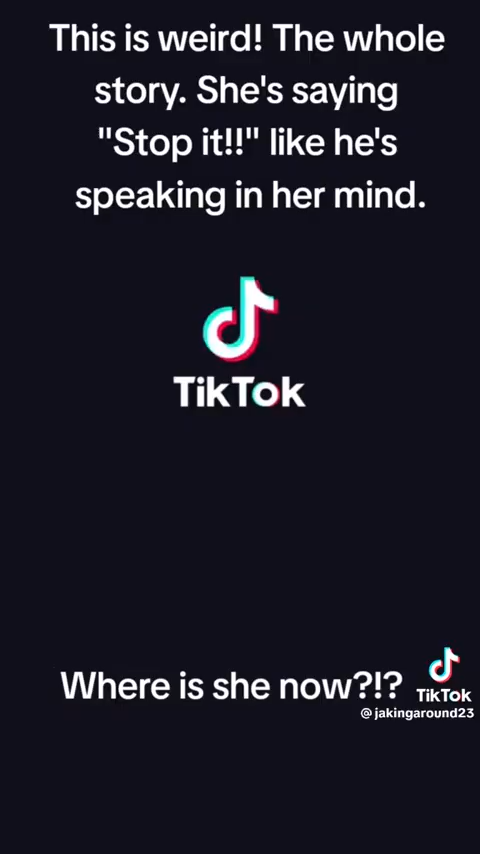 This is weird! The whole
story. She's saying
"Stop it!!" like he's
speaking in her mind.
TikTok
Where is she now?!?
TikTok
@jakingaround23